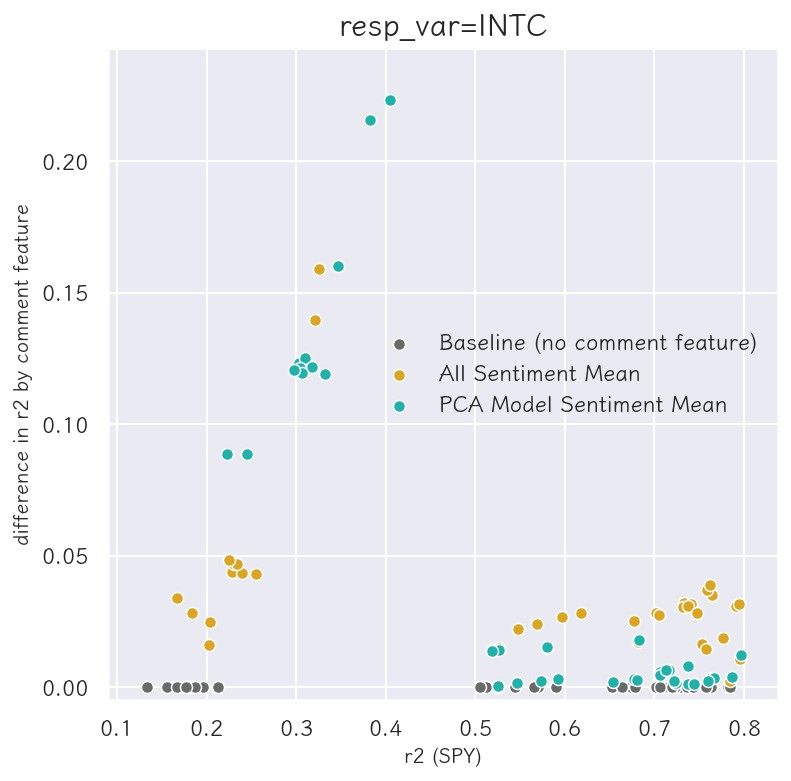 resp_var=INTC
difference in r2 by comment feature
0.20
0.15
0.10
0.05
0.00
Baseline (no comment feature)
All Sentiment Mean
PCA Model Sentiment Mean
0.1 0.2 0.3 0.4 0.5 0.6 0.7 0.8
r2 (SPY)